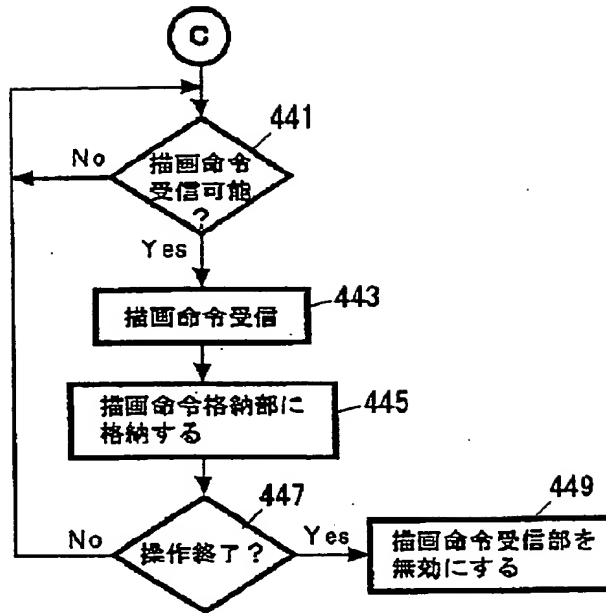 C
441
No
描画命令
受信可能
?
Yes
443
描画命令受信
445
描画命令格納部に
格納する
447
449
No
操作終了?
Yes
描画命令受信部を
無効にする